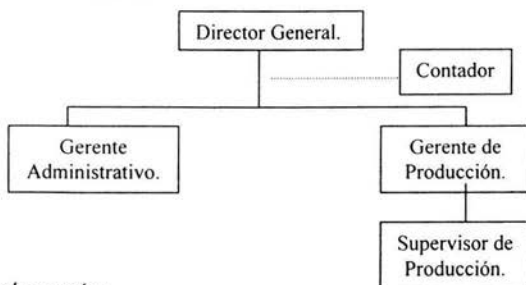 Director General.
Contador
Gerente
Administrativo.
Gerente de
Producción.
Supervisor de
Producción.